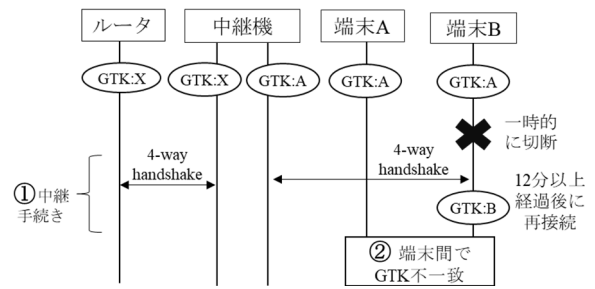 ルータ
中継機
端末A
端末B
GTK:X
GTK:X
GTK:A
GTK:A
GTK:A
一時的
に切断
4-way
handshake
4-way
handshake
①中継
手続き
12分以上
経過後に
再接続
GTK:B
② 端末間で
GTK不一致